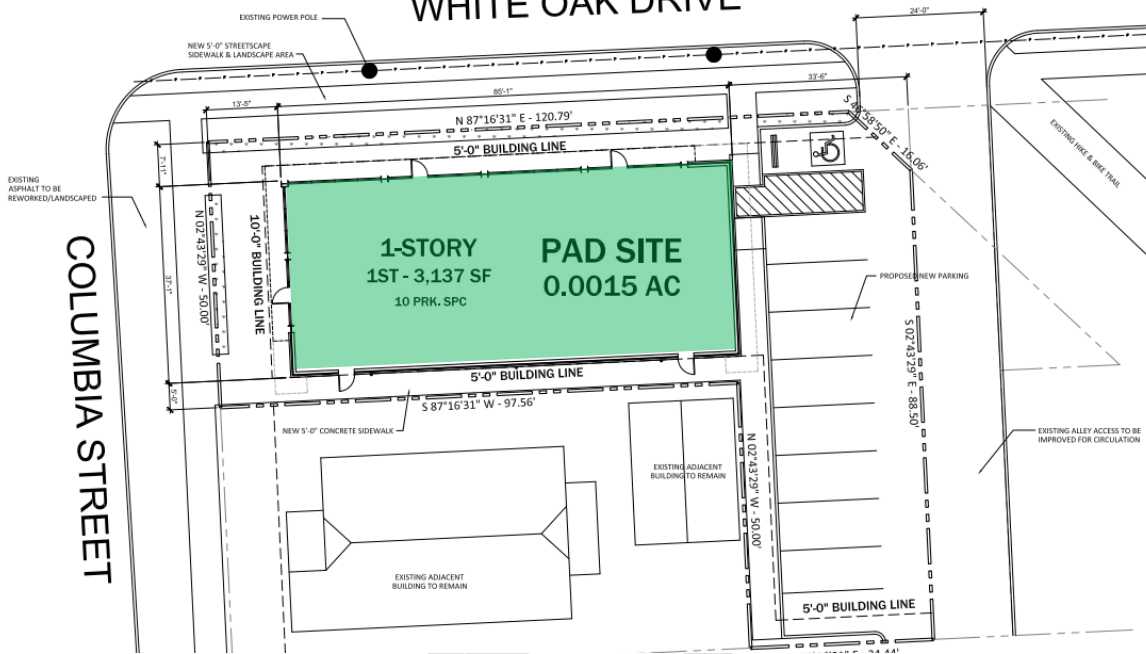 WHITE OAK DRIVE
EXISTING POWER POLE
24'-0"
NEW 5'-0" STREETSCAPE
SIDEWALK & LANDSCAPE AREA
33'-6"
85'-1"
13'-5"
N 87°16'31" E - 120.79'
S 46°58'50" E - 16.06'
5'-0" BUILDING LINE
7'-11"
EXISTING
ASPHALT TO BE
REWORKED/LANDSCAPED
EXISTING HIKE & BIKE TRAIL
COLUMBIA STREET
N 02°43'29" W - 50.00'
10'-0" BUILDING LINE
37'-1"
1-STORY
1ST - 3,137 SF
10 PRK. SPC
PAD SITE
0.0015 AC
PROPOSED NEW PARKING
S 02°43'29" E - 88.50'
5'-0" BUILDING LINE
5'-0"
S 87°16'31" W - 97.56'
NEW 5'-0" CONCRETE SIDEWALK
EXISTING ALLEY ACCESS TO BE
IMPROVED FOR CIRCULATION
EXISTING ADJACENT
BUILDING TO REMAIN
N 02°43'29" W - 50.00'
EXISTING ADJACENT
BUILDING TO REMAIN
5'-0" BUILDING LINE